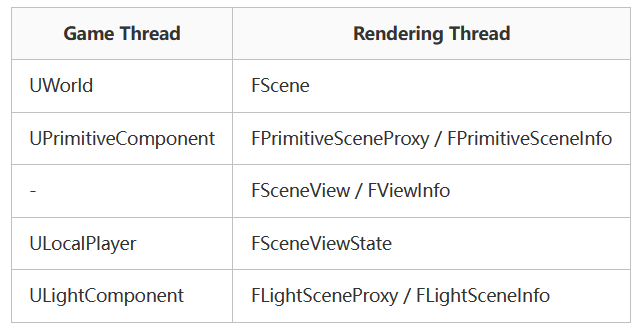 Game Thread Rendering Thread
UWorld FScene
UPrimitiveComponent FPrimitiveSceneProxy / FPrimitiveSceneInfo
- FSceneView / FViewInfo
ULocalPlayer FSceneViewState
ULightComponent FLightSceneProxy / FLightSceneInfo